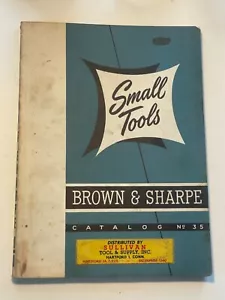 Small
Tools
BROWN & SHARPE
CATALOG No 35
DISTRIBUTED BY
SULLIVAN
TOOL & SUPPLY, INC.
HARTFORD 1, CONN.